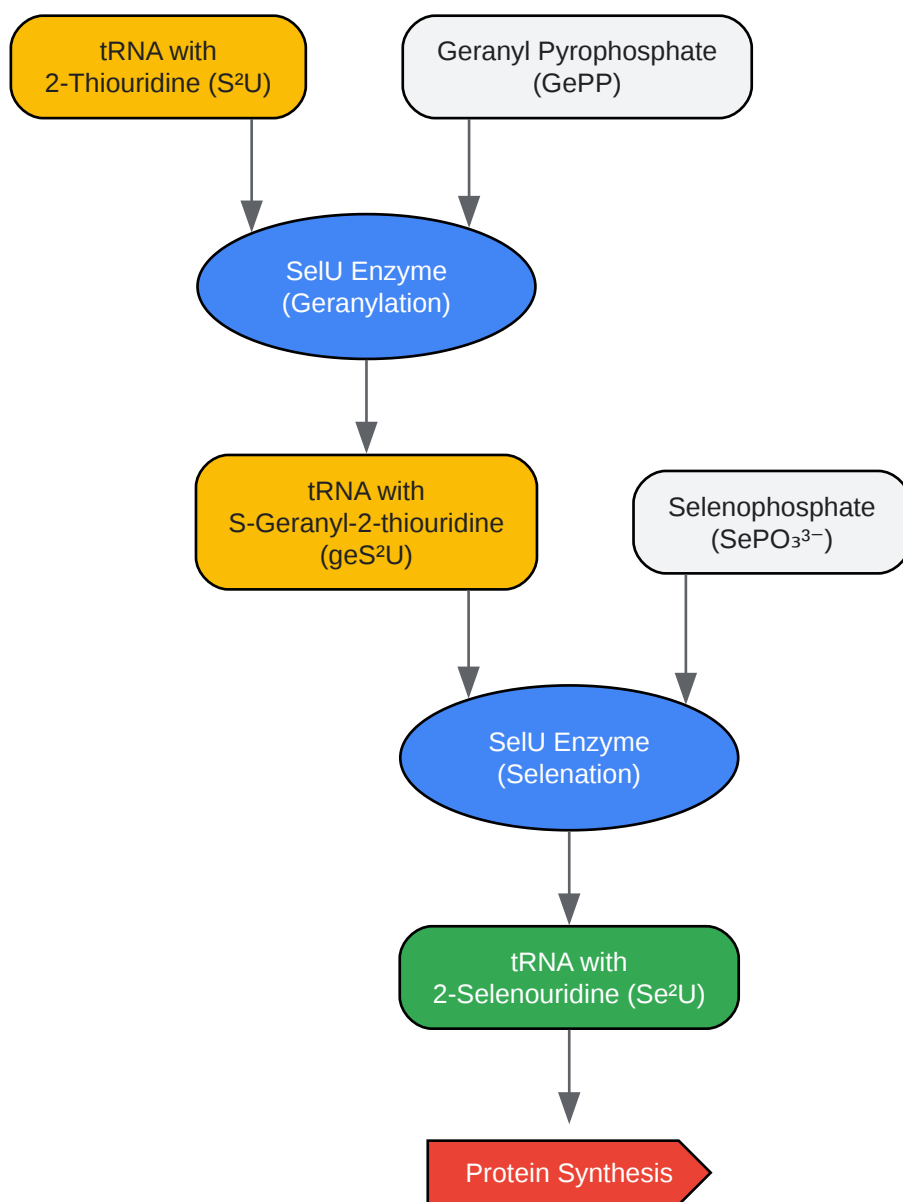 tRNA with
2-Thiouridine (S²U)
Geranyl Pyrophosphate
(GePP)
SelU Enzyme
(Geranylation)
tRNA with
S-Geranyl-2-thiouridine
(geS²U)
Selenophosphate
(SePO₃³⁻)
SelU Enzyme
(Selenation)
tRNA with
2-Selenouridine (Se²U)
Protein Synthesis